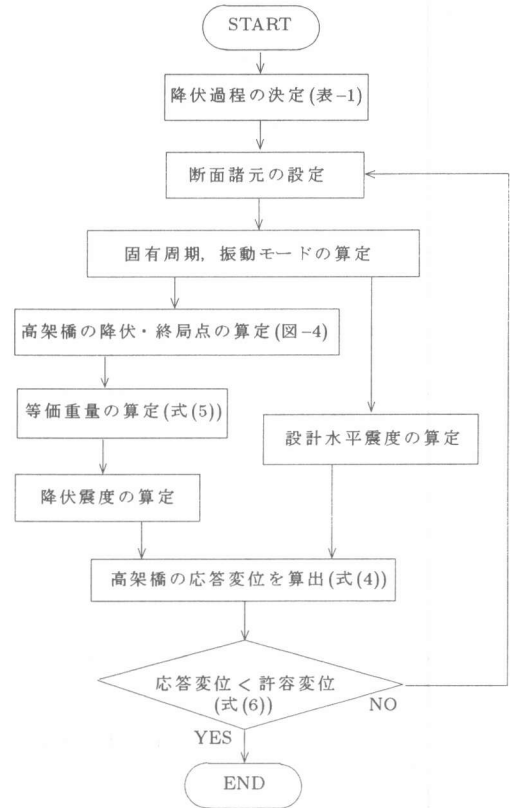 START
降伏過程の決定(表-1)
断面諸元の設定
固有周期, 振動モードの算定
高架橋の降伏・終局点の算定(図-4)
等価重量の算定(式(5))
設計水平震度の算定
降伏震度の算定
高架橋の応答変位を算出(式(4))
応答変位 < 許容変位
(式(6))
NO
YES
END